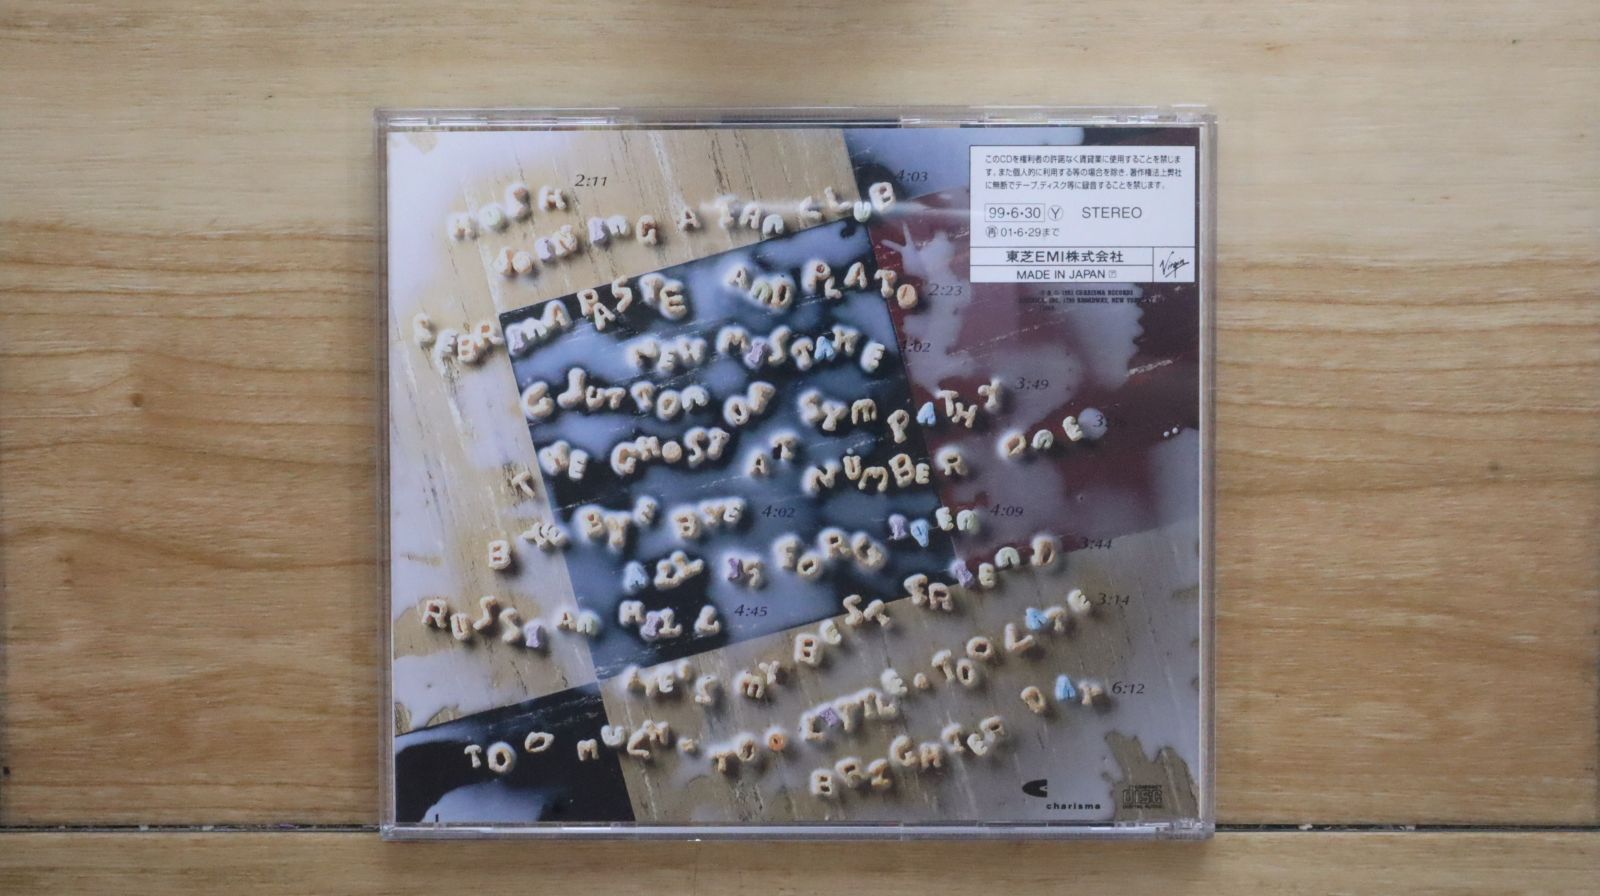 HUSH 2:11
JOINING A FAN CLUB 4:03
SEBRINA PASTE AND PLATO 2:23
NEW MISTAKE 4:02
GLUTTON OF SYMPATHY 3:49
THE GHOST AT NUMBER ONE
BYE BYE BYE 4:02
ALL IS FORGIVEN 4:09
RUSSIAN HILL 4:45
HE'S MY BEST FRIEND 3:44
TOO MUCH, TOO LITTLE, TOO LATE 3:14
BRIGHTER DAY 6:12
このCDを権利者の許諾なく賃貸業に使用することを禁じま
す。また個人的に利用する等の場合を除き、著作権法上弊社
に無断でテープ、ディスク等に録音することを禁じます。
99・6・30 Ⓨ STEREO
㊢ 01・6・29まで
東芝EMI株式会社
MADE IN JAPAN
Virgin
charisma
COMPACT
disc
DIGITAL AUDIO